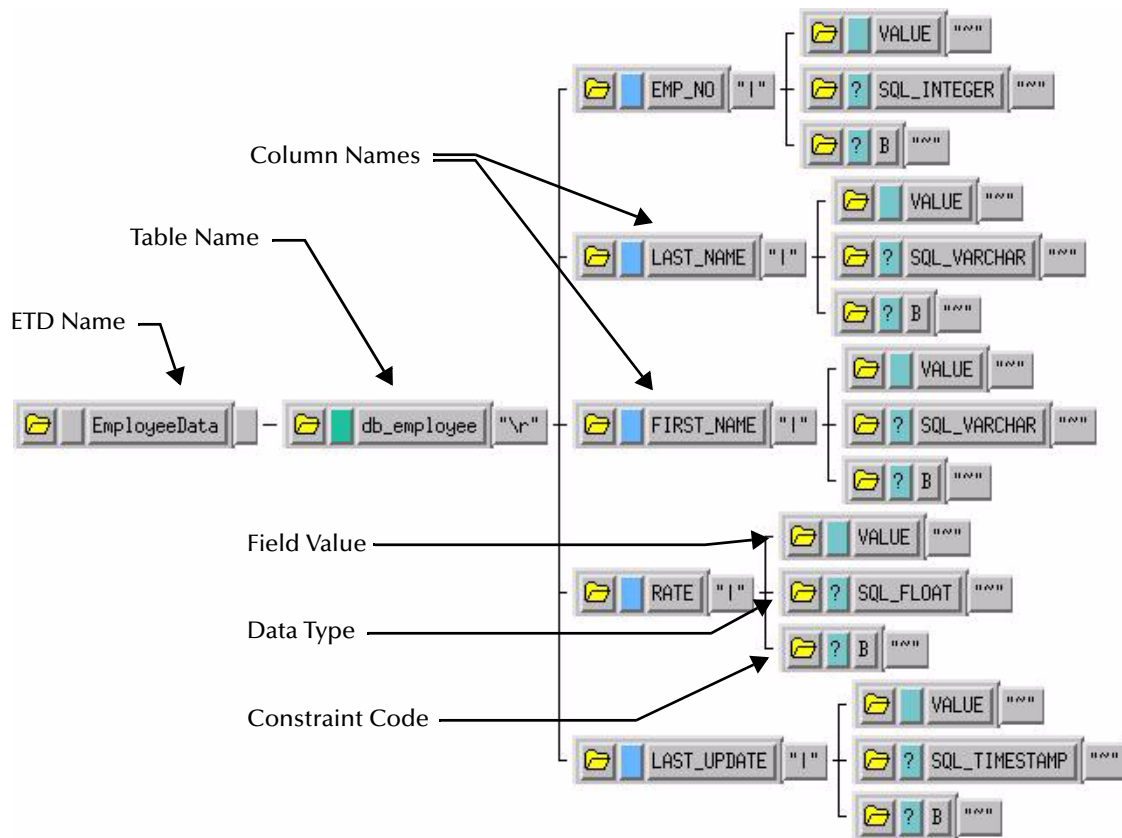 VALUE "~"
EMP_NO "|" SQL_INTEGER "~"
B "~"
Column Names
VALUE "~"
Table Name
LAST_NAME "|" SQL_VARCHAR "~"
ETD Name
B "~"
VALUE "~"
EmployeeData db_employee "\r" FIRST_NAME "|" SQL_VARCHAR "~"
B "~"
Field Value
VALUE "~"
RATE "|" SQL_FLOAT "~"
Data Type
B "~"
Constraint Code
VALUE "~"
LAST_UPDATE "|" SQL_TIMESTAMP "~"
B "~"